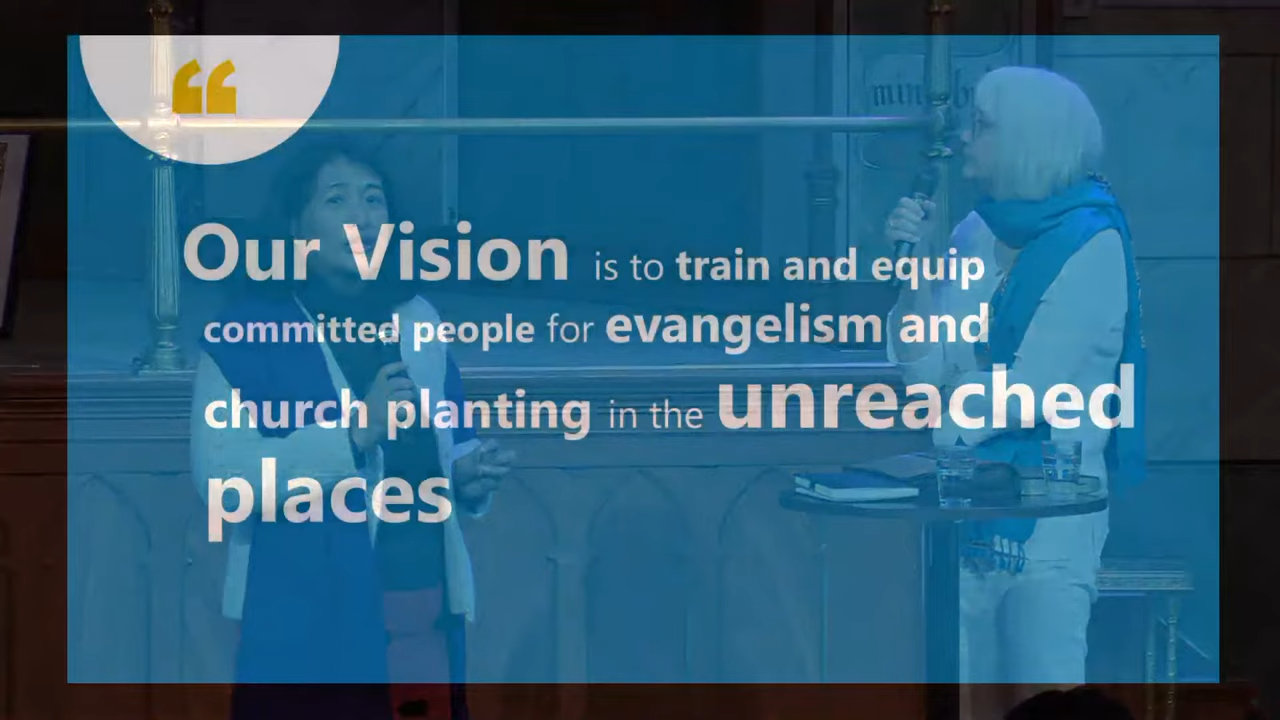 “
Our Vision is to train and equip
committed people for evangelism and
church planting in the unreached
places